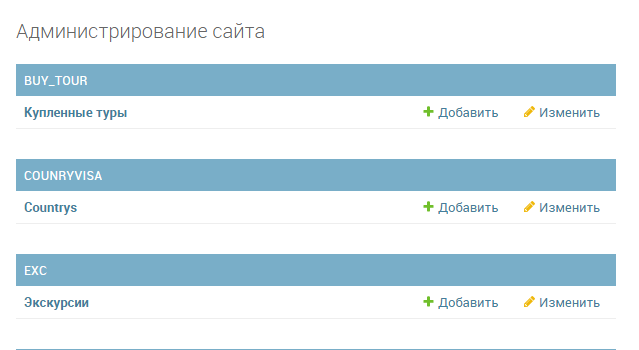 Администрирование сайта
BUY_TOUR
Купленные туры Добавить Изменить
COUNRYVISA
Countrys Добавить Изменить
EXC
Экскурсии Добавить Изменить